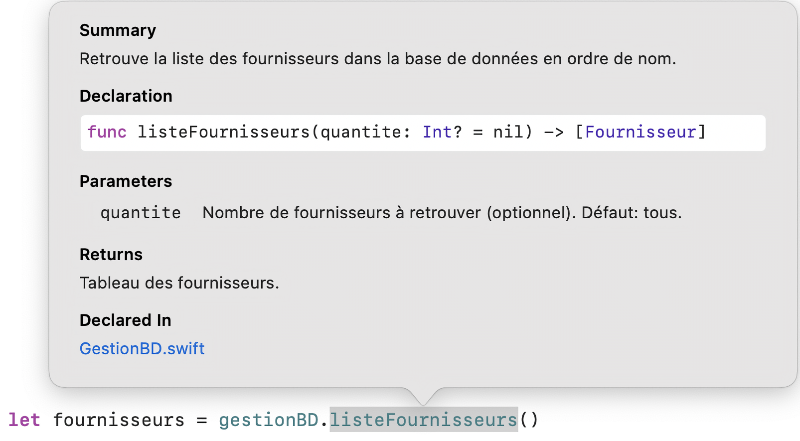 Summary
Retrouve la liste des fournisseurs dans la base de données en ordre de nom.
Declaration
func listeFournisseurs(quantite: Int? = nil) -> [Fournisseur]
Parameters
quantite Nombre de fournisseurs à retrouver (optionnel). Défaut: tous.
Returns
Tableau des fournisseurs.
Declared In
GestionBD.swift
let fournisseurs = gestionBD.listeFournisseurs()